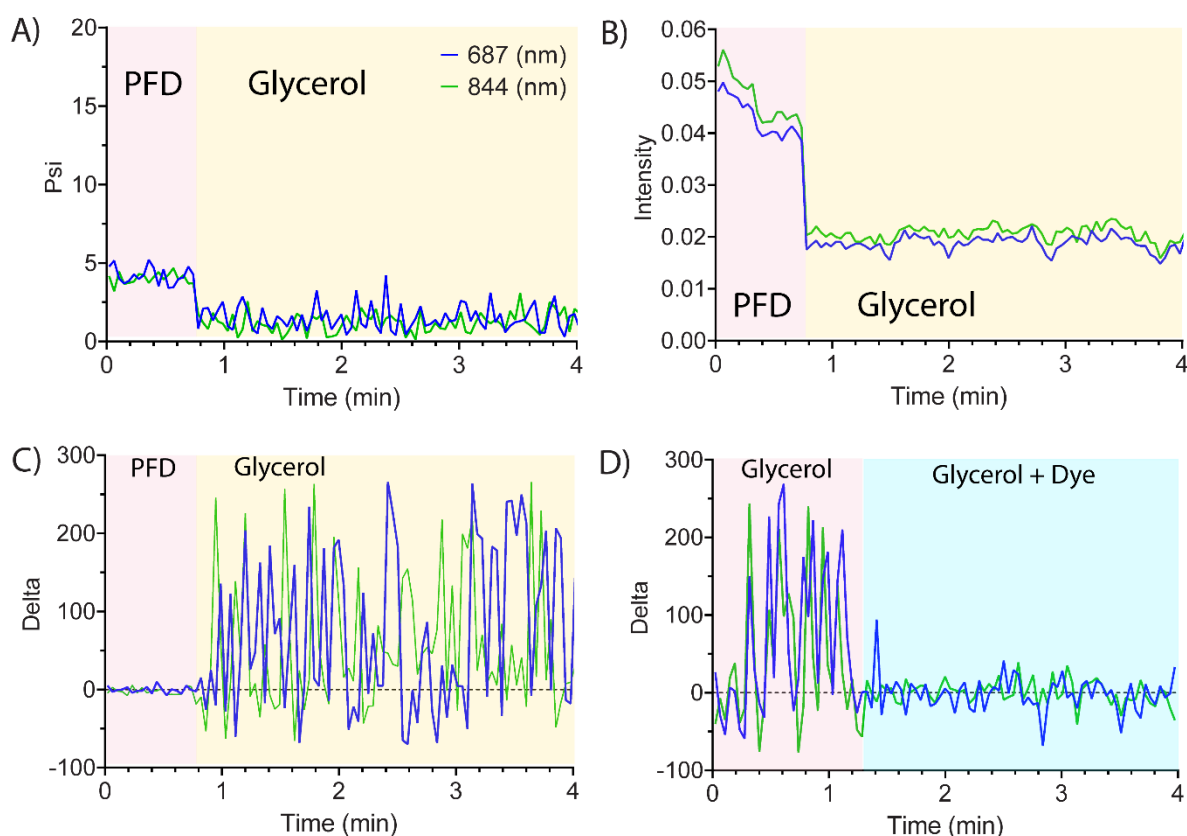 A)
20
15
10
5
0
Psi
PFD
Glycerol
687 (nm)
844 (nm)
0 1 2 3 4
Time (min)
B)
0.06
0.05
0.04
0.03
0.02
0.01
0.00
Intensity
PFD
Glycerol
0 1 2 3 4
Time (min)
C)
300
200
100
0
-100
Delta
PFD
Glycerol
0 1 2 3 4
Time (min)
D)
300
200
100
0
-100
Delta
Glycerol
Glycerol + Dye
0 1 2 3 4
Time (min)